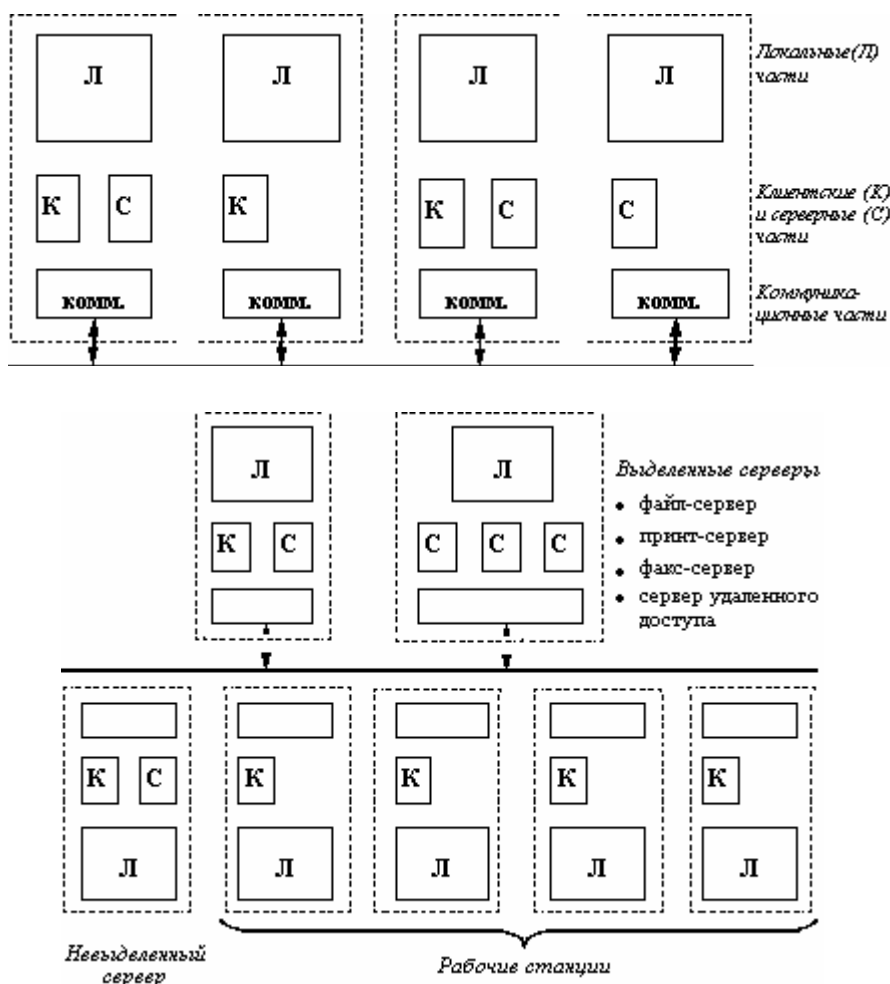 Л Л Л Л
Локальные(Л)
части
К С К К С С
Клиентские (К)
и серверные (С)
части
комм. комм. комм. комм.
Коммуника-
ционные части
Л Л
Выделенные серверы
• файл-сервер
К С С С С
• принт-сервер
• факс-сервер
• сервер удаленного
доступа
К С К К К К
Л Л Л Л Л
Невыделенный
сервер
Рабочие станции